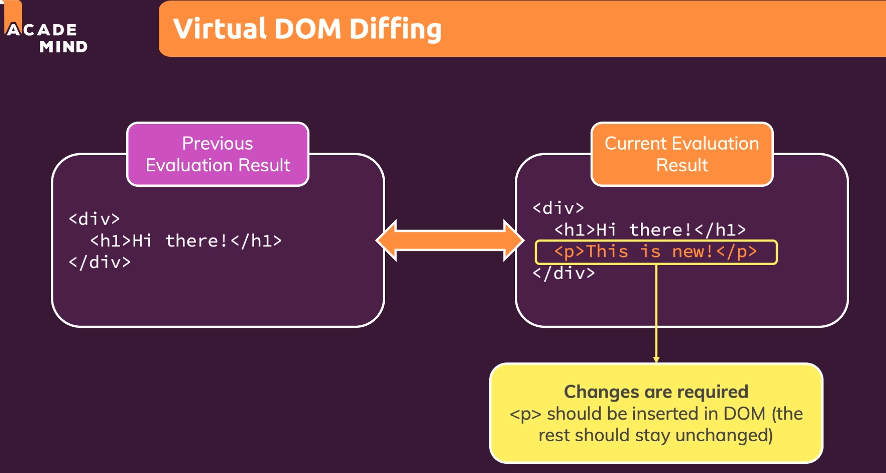 ACADE
MIND
Virtual DOM Diffing
Previous
Evaluation Result
<div>
<h1>Hi there!</h1>
</div>
Current Evaluation
Result
<div>
<h1>Hi there!</h1>
<p>This is new!</p>
</div>
Changes are required
<p> should be inserted in DOM (the
rest should stay unchanged)